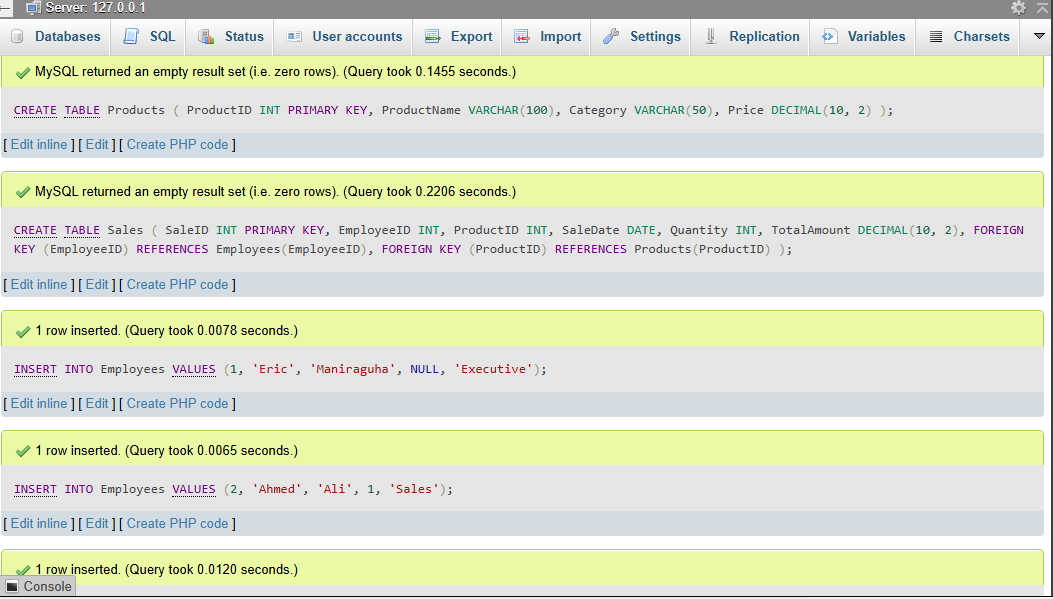 Server: 127.0.0.1
Databases SQL Status User accounts Export Import Settings Replication Variables Charsets
MySQL returned an empty result set (i.e. zero rows). (Query took 0.1455 seconds.)
CREATE TABLE Products ( ProductID INT PRIMARY KEY, ProductName VARCHAR(100), Category VARCHAR(50), Price DECIMAL(10, 2) );
[ Edit inline ] [ Edit ] [ Create PHP code ]
MySQL returned an empty result set (i.e. zero rows). (Query took 0.2206 seconds.)
CREATE TABLE Sales ( SaleID INT PRIMARY KEY, EmployeeID INT, ProductID INT, SaleDate DATE, Quantity INT, TotalAmount DECIMAL(10, 2), FOREIGN
KEY (EmployeeID) REFERENCES Employees(EmployeeID), FOREIGN KEY (ProductID) REFERENCES Products(ProductID) );
[ Edit inline ] [ Edit ] [ Create PHP code ]
1 row inserted. (Query took 0.0078 seconds.)
INSERT INTO Employees VALUES (1, 'Eric', 'Maniraguha', NULL, 'Executive');
[ Edit inline ] [ Edit ] [ Create PHP code ]
1 row inserted. (Query took 0.0065 seconds.)
INSERT INTO Employees VALUES (2, 'Ahmed', 'Ali', 1, 'Sales');
[ Edit inline ] [ Edit ] [ Create PHP code ]
1 row inserted. (Query took 0.0120 seconds.)
Console